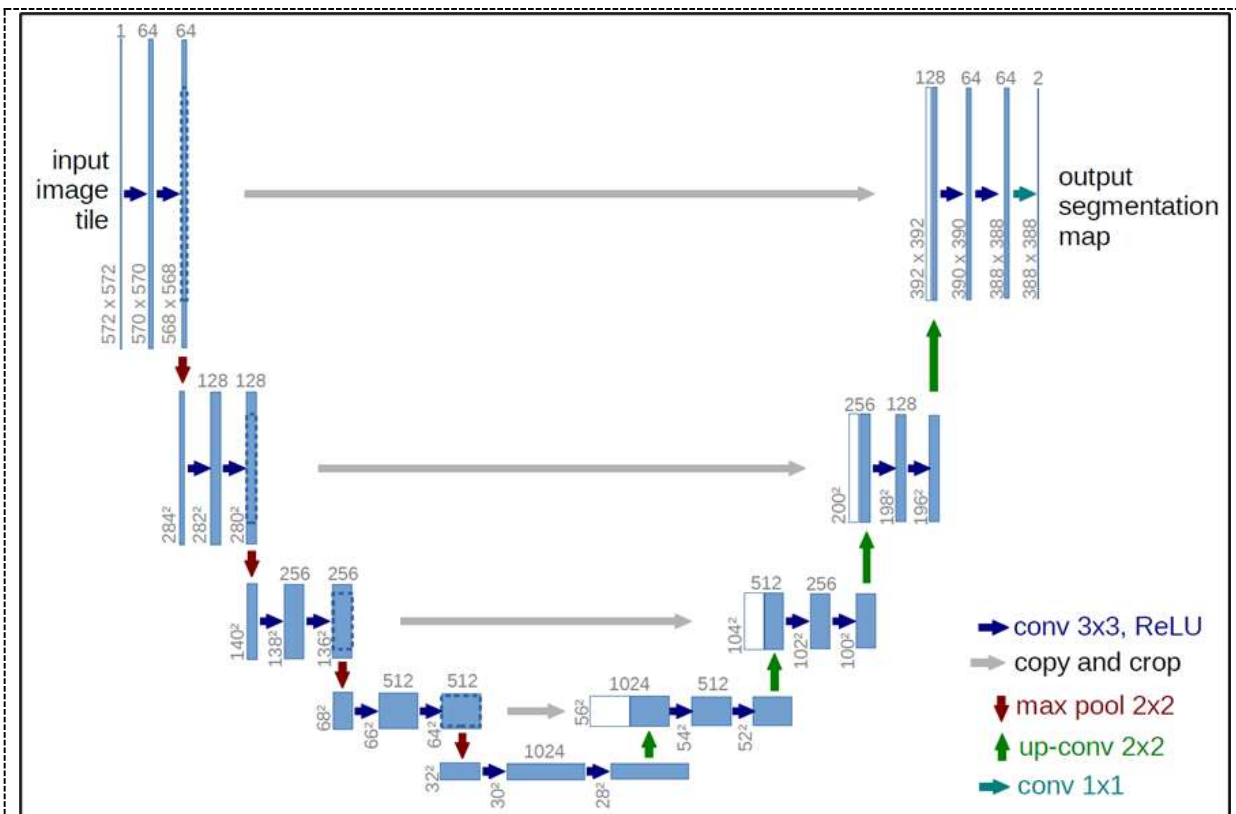 1 64 64
128 64 64 2
input
image
tile
output
segmentation
map
572 x 572
570 x 570
568 x 568
392 x 392
390 x 390
388 x 388
388 x 388
128 128
256 128
284²
282²
280²
200²
198²
196²
256 256
512 256
140²
138²
136²
104²
102²
100²
512 512
1024 512
68²
66²
64²
56²
54²
52²
1024
32²
30²
28²
conv 3x3, ReLU
copy and crop
max pool 2x2
up-conv 2x2
conv 1x1